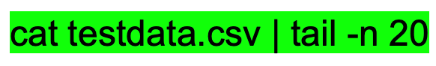 cat testdata.csv | tail -n 20